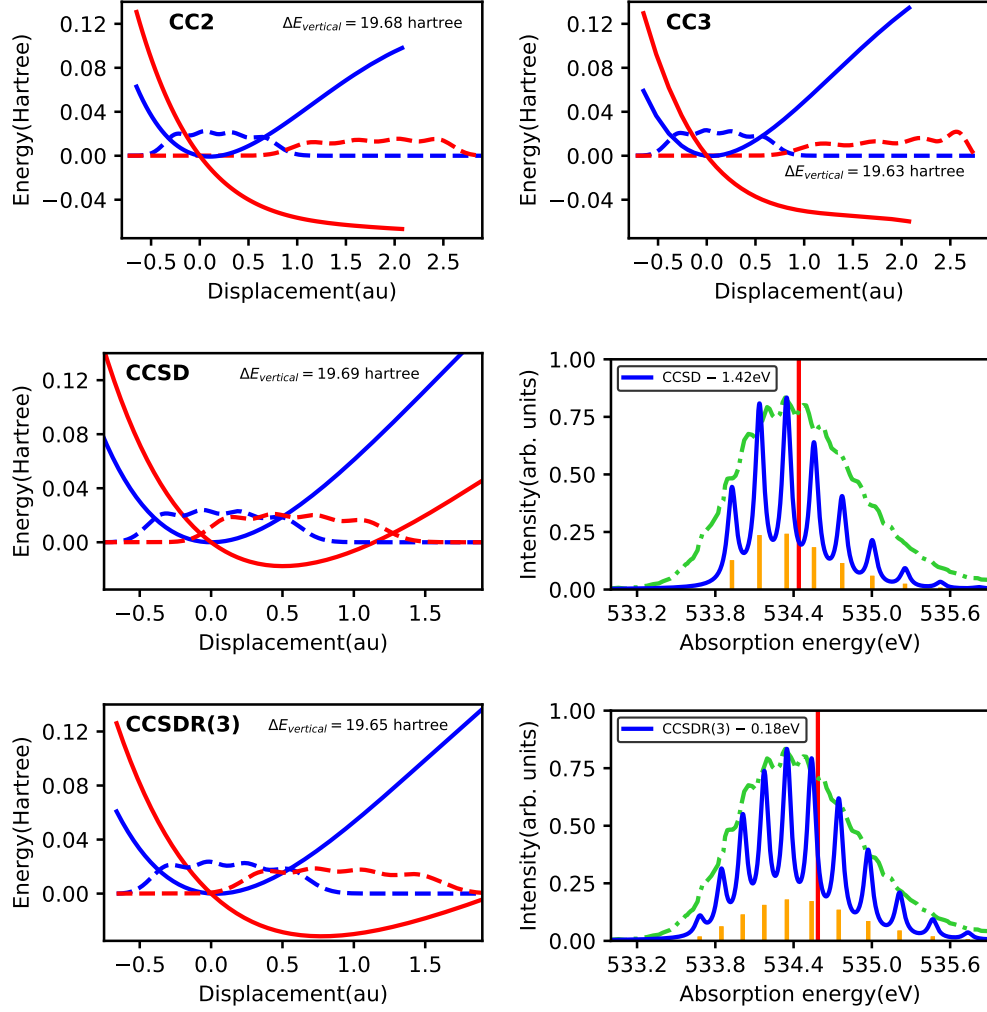 CC2
ΔE_vertical = 19.68 hartree
Energy(Hartree)
0.12
0.08
0.04
0.00
−0.04
−0.5 0.0 0.5 1.0 1.5 2.0 2.5
Displacement(au)
CC3
ΔE_vertical = 19.63 hartree
Energy(Hartree)
0.12
0.08
0.04
0.00
−0.04
−0.5 0.0 0.5 1.0 1.5 2.0 2.5
Displacement(au)
CCSD
ΔE_vertical = 19.69 hartree
Energy(Hartree)
0.12
0.08
0.04
0.00
−0.5 0.0 0.5 1.0 1.5
Displacement(au)
CCSD − 1.42eV
Intensity(arb. units)
1.00
0.75
0.50
0.25
0.00
533.2 533.8 534.4 535.0 535.6
Absorption energy(eV)
CCSDR(3)
ΔE_vertical = 19.65 hartree
Energy(Hartree)
0.12
0.08
0.04
0.00
−0.5 0.0 0.5 1.0 1.5
Displacement(au)
CCSDR(3) − 0.18eV
Intensity(arb. units)
1.00
0.75
0.50
0.25
0.00
533.2 533.8 534.4 535.0 535.6
Absorption energy(eV)